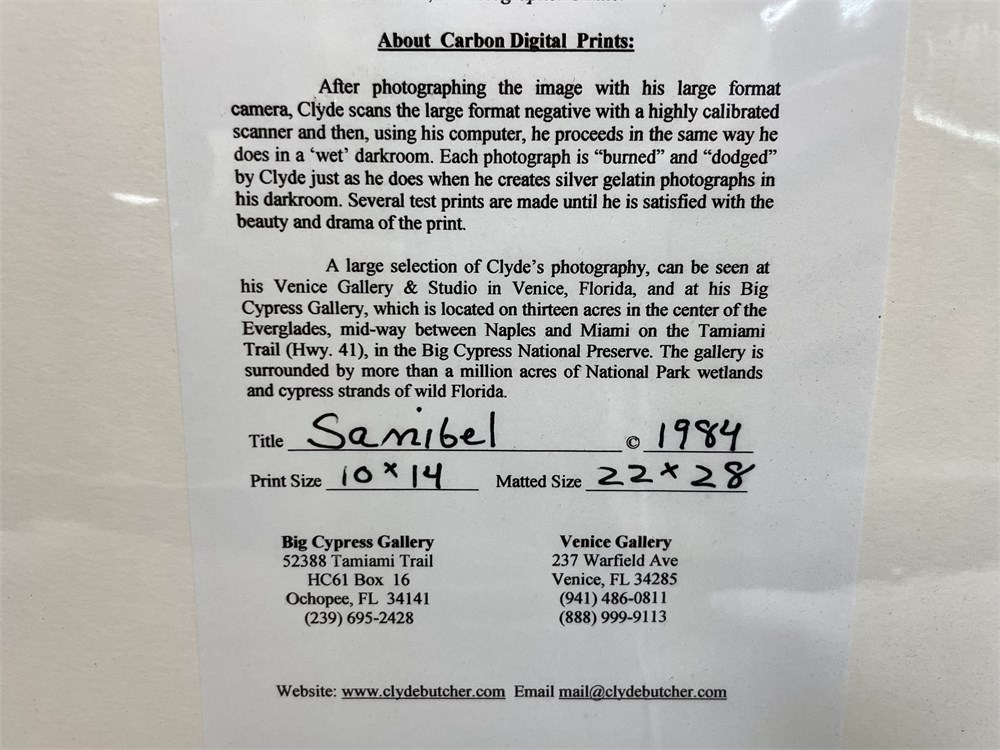 About Carbon Digital Prints:
After photographing the image with his large format
camera, Clyde scans the large format negative with a highly calibrated
scanner and then, using his computer, he proceeds in the same way he
does in a ‘wet’ darkroom. Each photograph is “burned” and “dodged”
by Clyde just as he does when he creates silver gelatin photographs in
his darkroom. Several test prints are made until he is satisfied with the
beauty and drama of the print.
A large selection of Clyde’s photography, can be seen at
his Venice Gallery & Studio in Venice, Florida, and at his Big
Cypress Gallery, which is located on thirteen acres in the center of the
Everglades, mid-way between Naples and Miami on the Tamiami
Trail (Hwy. 41), in the Big Cypress National Preserve. The gallery is
surrounded by more than a million acres of National Park wetlands
and cypress strands of wild Florida.
Title Sanibel © 1984
Print Size 10 x 14 Matted Size 22 x 28
Big Cypress Gallery
52388 Tamiami Trail
HC61 Box 16
Ochopee, FL 34141
(239) 695-2428
Venice Gallery
237 Warfield Ave
Venice, FL 34285
(941) 486-0811
(888) 999-9113
Website: www.clydebutcher.com Email mail@clydebutcher.com